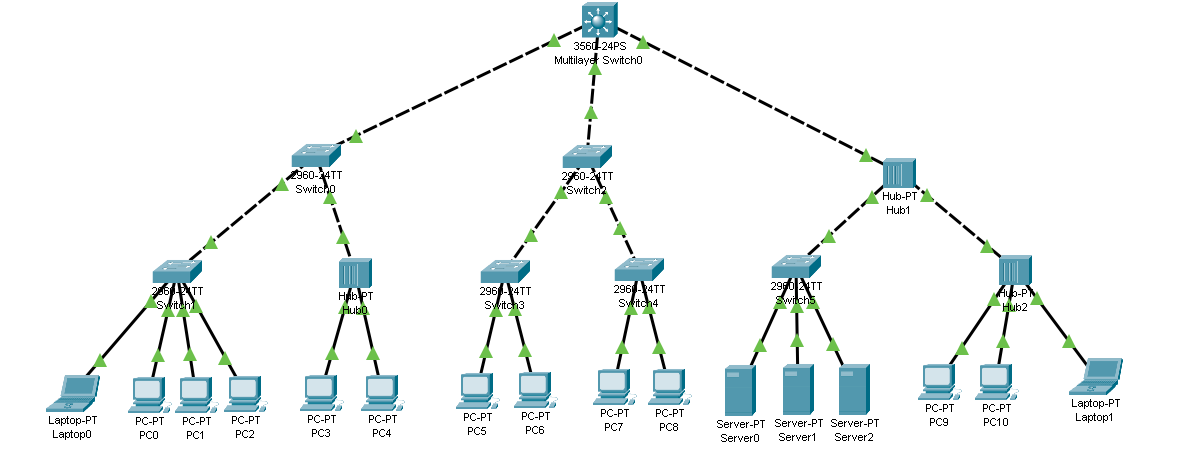 3560-24PS
Multilayer Switch0
2960-24TT
Switch0
2960-24TT
Switch2
Hub-PT
Hub1
2960-24TT
Switch1
Hub-PT
Hub0
2960-24TT
Switch3
2960-24TT
Switch4
2960-24TT
Switch5
Hub-PT
Hub2
Laptop-PT
Laptop0
PC-PT
PC0
PC-PT
PC1
PC-PT
PC2
PC-PT
PC3
PC-PT
PC4
PC-PT
PC5
PC-PT
PC6
PC-PT
PC7
PC-PT
PC8
Server-PT
Server0
Server-PT
Server1
Server-PT
Server2
PC-PT
PC9
PC-PT
PC10
Laptop-PT
Laptop1